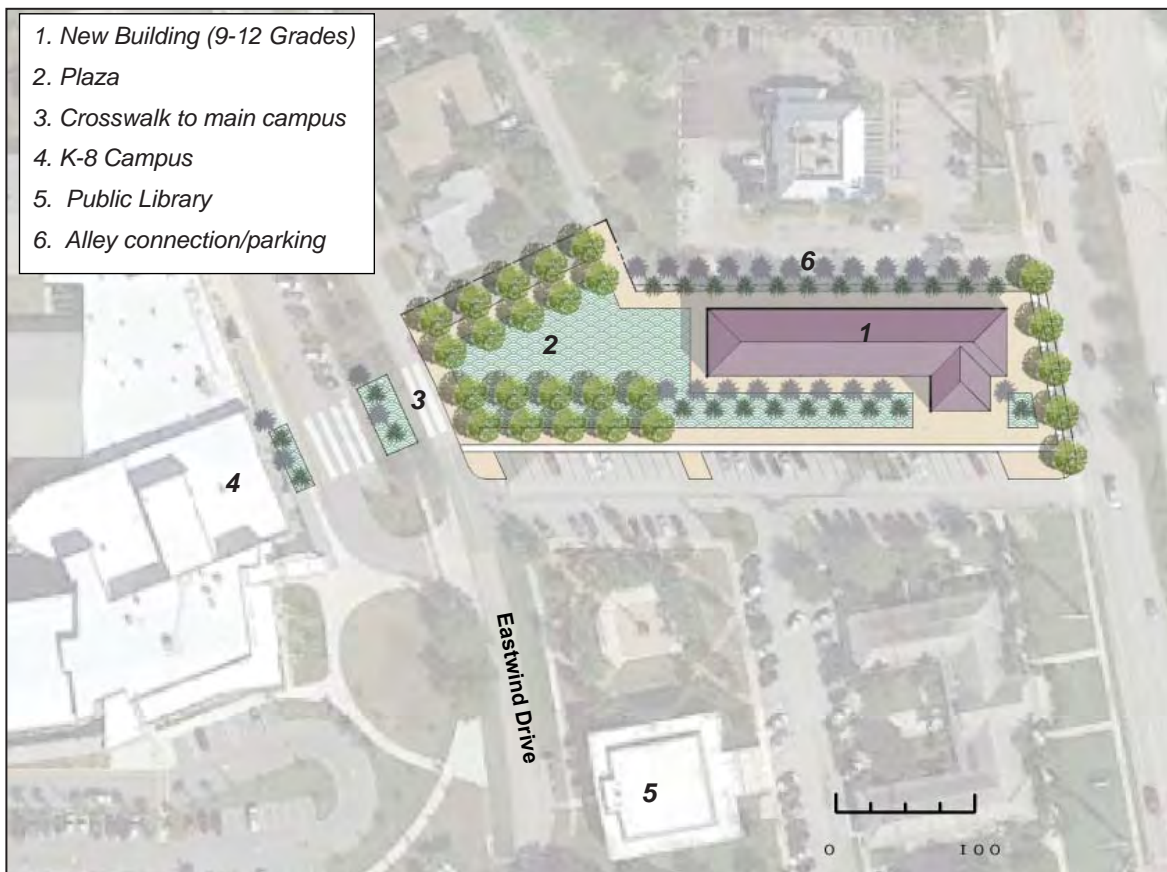 1. New Building (9-12 Grades)
2. Plaza
3. Crosswalk to main campus
4. K-8 Campus
5. Public Library
6. Alley connection/parking
6
1
2
3
4
Eastwind Drive
5
0 100